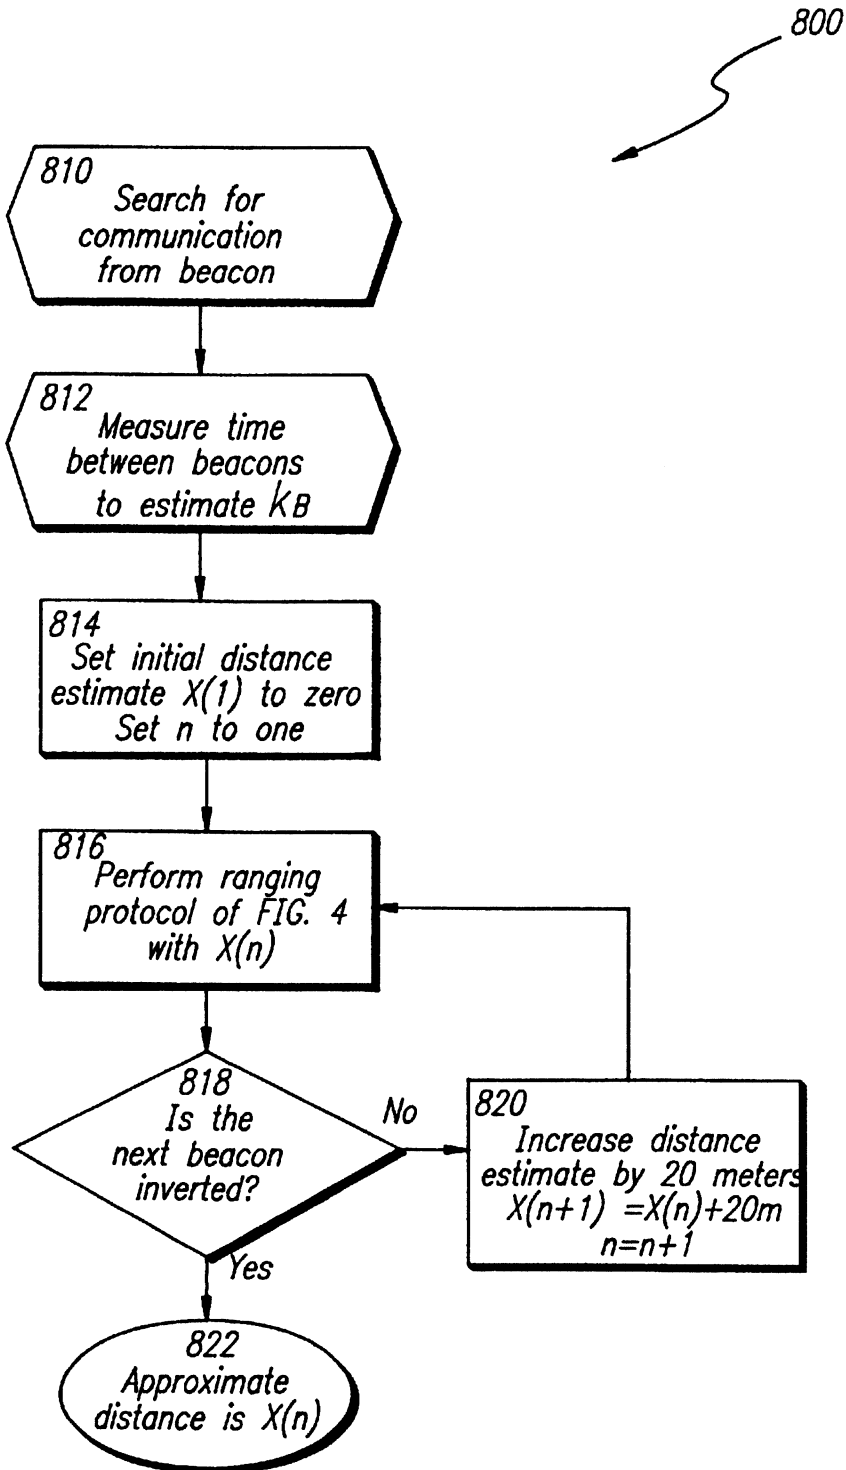 800
810
Search for
communication
from beacon
812
Measure time
between beacons
to estimate KB
814
Set initial distance
estimate X(1) to zero
Set n to one
816
Perform ranging
protocol of FIG. 4
with X(n)
818
Is the
next beacon
inverted?
No
820
Increase distance
estimate by 20 meters
X(n+1) =X(n)+20m
n=n+1
Yes
822
Approximate
distance is X(n)